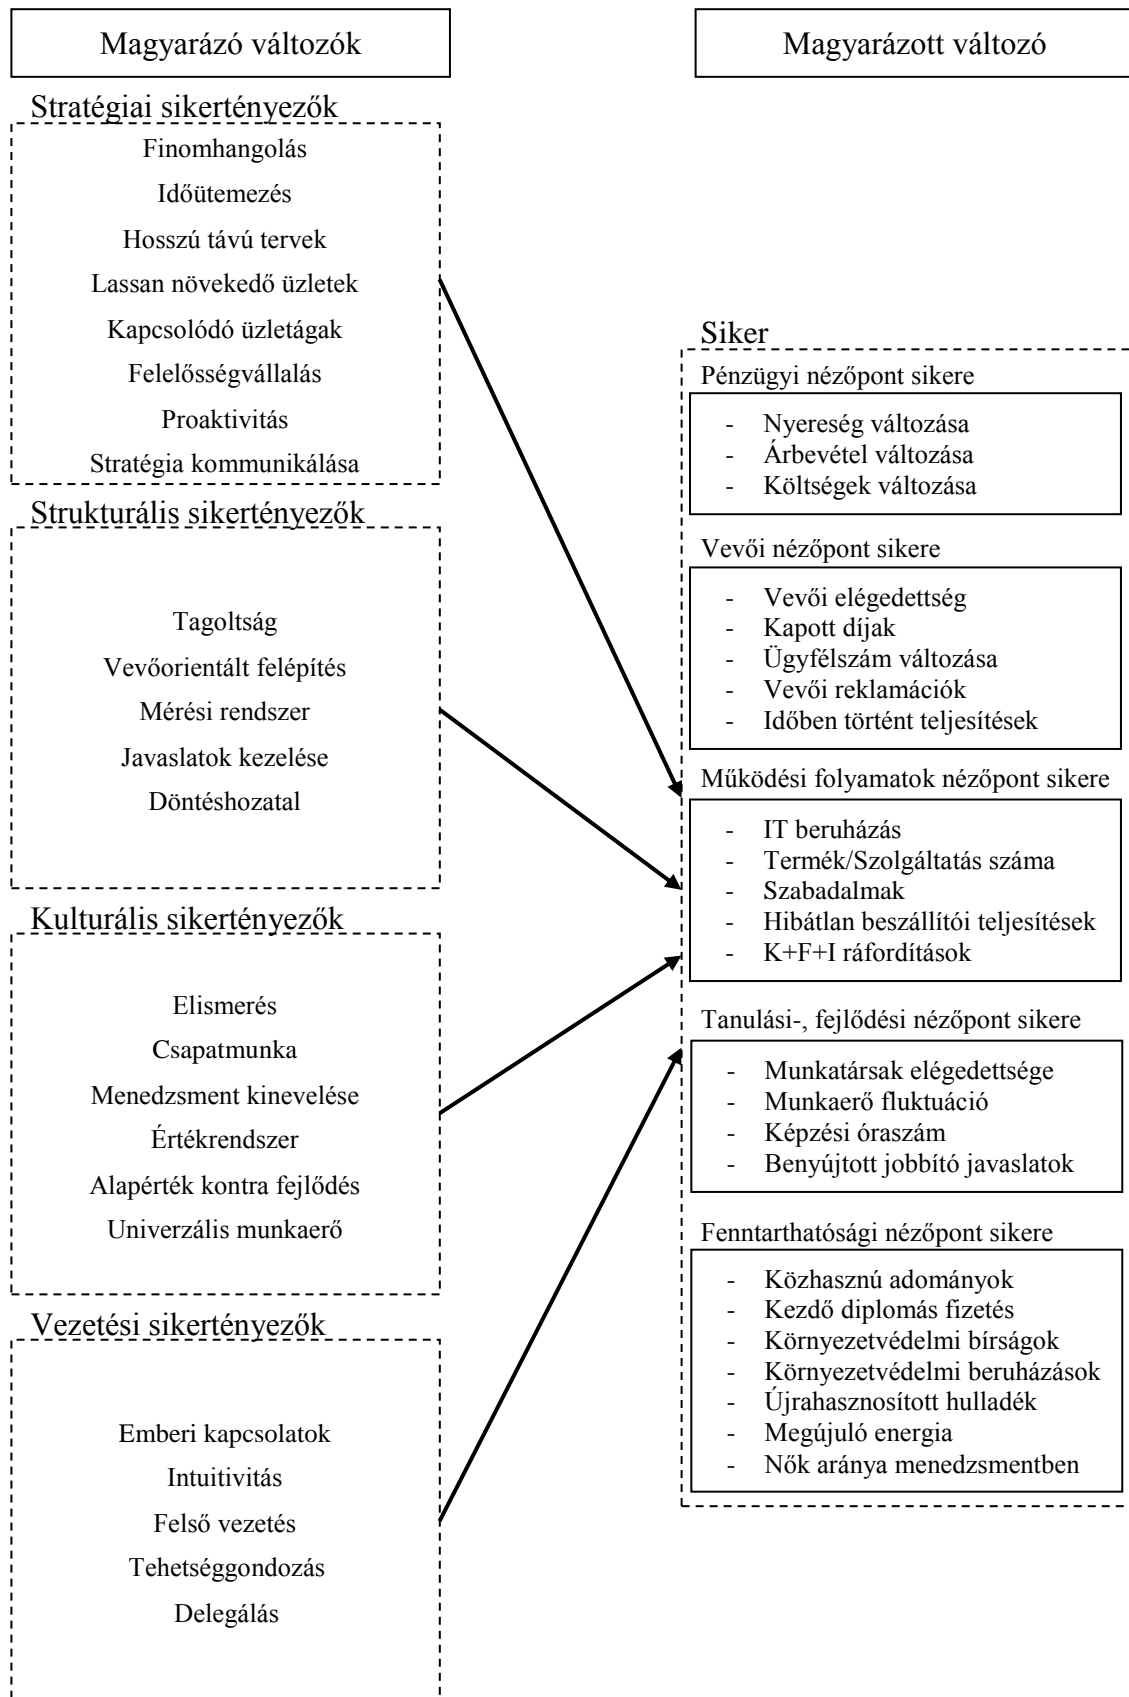 Magyarázó változók
Magyarázott változó
Stratégiai sikertényezők
Finomhangolás
Időütemezés
Hosszú távú tervek
Lassan növekedő üzletek
Kapcsolódó üzletágak
Felelősségvállalás
Proaktivitás
Stratégia kommunikálása
Strukturális sikertényezők
Tagoltság
Vevőorientált felépítés
Mérési rendszer
Javaslatok kezelése
Döntéshozatal
Kulturális sikertényezők
Elismerés
Csapatmunka
Menedzsment kinevelése
Értékrendszer
Alapérték kontra fejlődés
Univerzális munkaerő
Vezetési sikertényezők
Emberi kapcsolatok
Intuitivitás
Felső vezetés
Tehetséggondozás
Delegálás
Siker
Pénzügyi nézőpont sikere
- Nyereség változása
- Árbevétel változása
- Költségek változása
Vevői nézőpont sikere
- Vevői elégedettség
- Kapott díjak
- Ügyfélszám változása
- Vevői reklamációk
- Időben történt teljesítések
Működési folyamatok nézőpont sikere
- IT beruházás
- Termék/Szolgáltatás száma
- Szabadalmak
- Hibátlan beszállítói teljesítések
- K+F+I ráfordítások
Tanulási-, fejlődési nézőpont sikere
- Munkatársak elégedettsége
- Munkaerő fluktuáció
- Képzési óraszám
- Benyújtott jobbító javaslatok
Fenntarthatósági nézőpont sikere
- Közhasznú adományok
- Kezdő diplomás fizetés
- Környezetvédelmi bírságok
- Környezetvédelmi beruházások
- Újrahasznosított hulladék
- Megújuló energia
- Nők aránya menedzsmentben